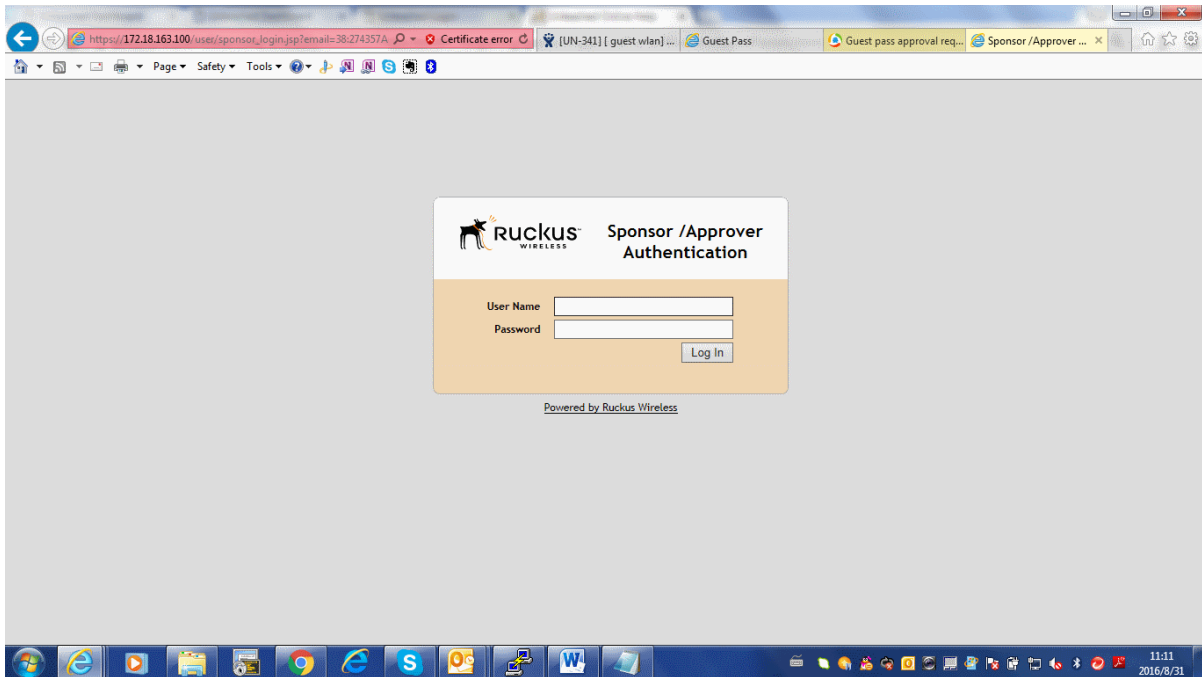 https://172.18.163.100/user/sponsor_login.jsp?email=38:274357A
Certificate error
[UN-341] [ guest wlan] ...
Guest Pass
Guest pass approval req...
Sponsor /Approver ...
Page
Safety
Tools
RUCKUS
WIRELESS
Sponsor /Approver
Authentication
User Name
Password
Log In
Powered by Ruckus Wireless
11:11
2016/8/31